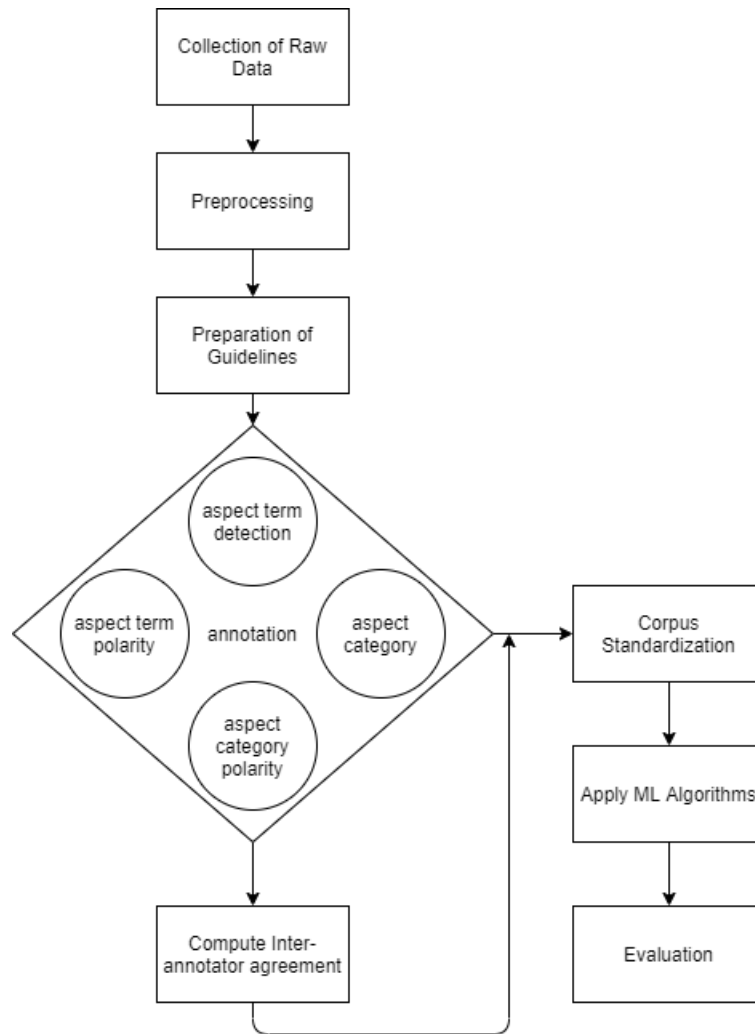 Collection of Raw
Data
Preprocessing
Preparation of
Guidelines
aspect term
detection
aspect term
polarity
annotation
aspect
category
aspect
category
polarity
Compute Inter-
annotator agreement
Corpus
Standardization
Apply ML Algorithms
Evaluation